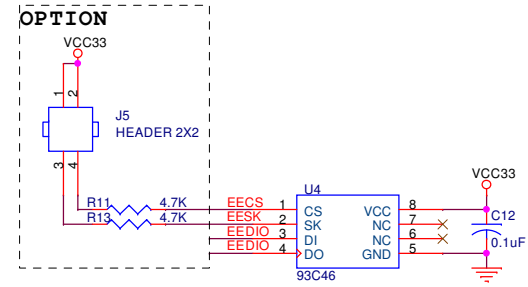 OPTION
VCC33
1 2
J5
HEADER 2X2
3 4
R11 4.7K EECS 1
R13 4.7K EESK 2
EEDIO 3
EEDIO 4
U4
CS VCC 8
SK NC 7
DI NC 6
DO GND 5
93C46
VCC33
C12
0.1uF